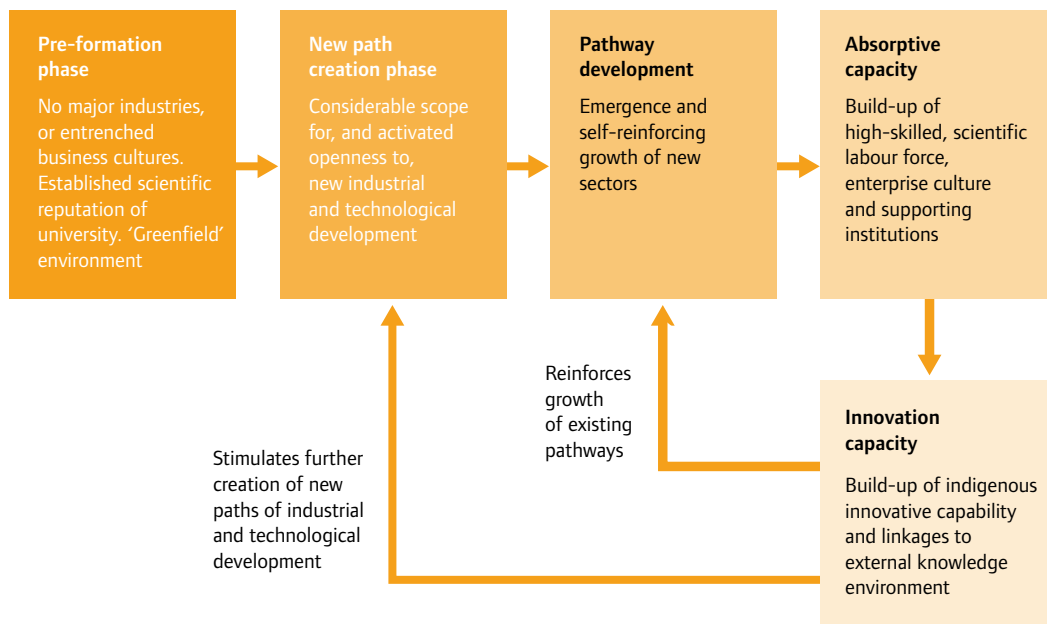 Pre-formation
phase
No major industries,
or entrenched
business cultures.
Established scientific
reputation of
university. ‘Greenfield’
environment
New path
creation phase
Considerable scope
for, and activated
openness to,
new industrial
and technological
development
Pathway
development
Emergence and
self-reinforcing
growth of new
sectors
Absorptive
capacity
Build-up of
high-skilled, scientific
labour force,
enterprise culture
and supporting
institutions
Reinforces
growth
of existing
pathways
Stimulates further
creation of new
paths of industrial
and technological
development
Innovation
capacity
Build-up of indigenous
innovative capability
and linkages to
external knowledge
environment